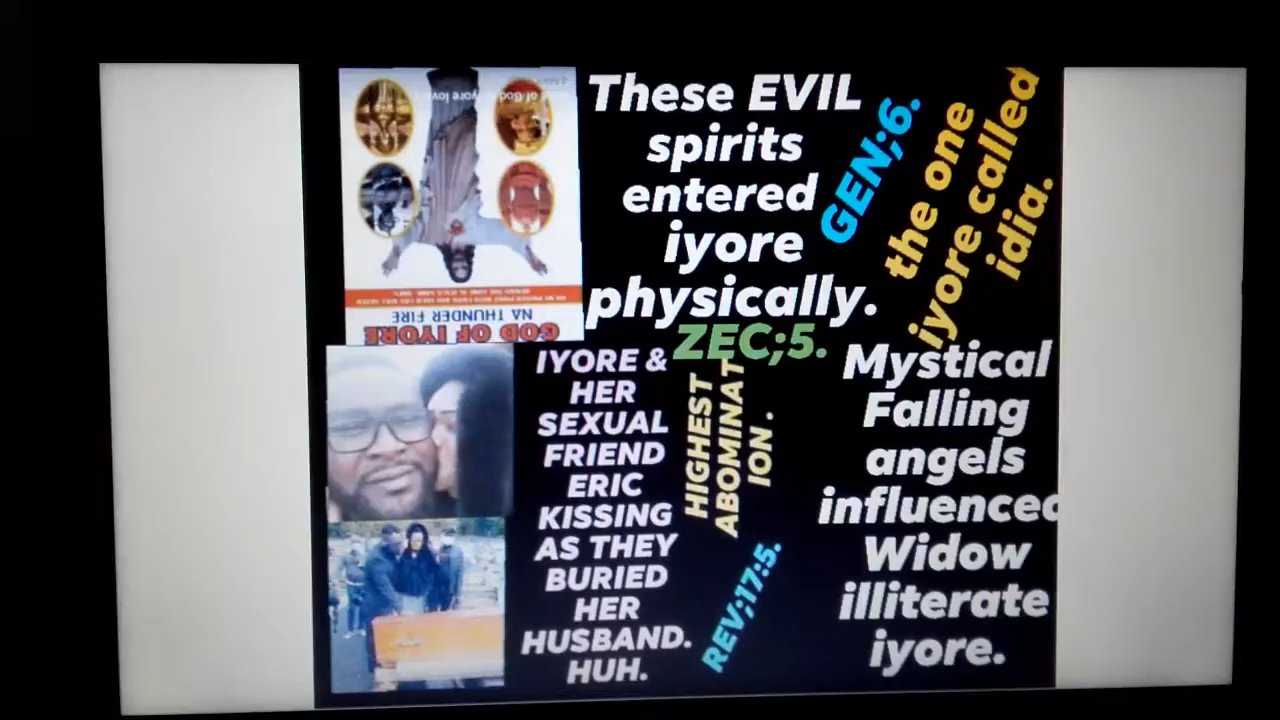 These EVIL
spirits
entered
iyore
physically.
GEN;6.
the one
iyore called
idia.
ZEC;5.
GOD OF IYORE
NA THUNDER FIRE
IYORE &
HER
SEXUAL
FRIEND
ERIC
KISSING
AS THEY
BURIED
HER
HUSBAND.
HUH.
HIGHEST
ABOMINAT
ION .
REV;17:5.
Mystical
Falling
angels
influenced
Widow
illiterate
iyore.